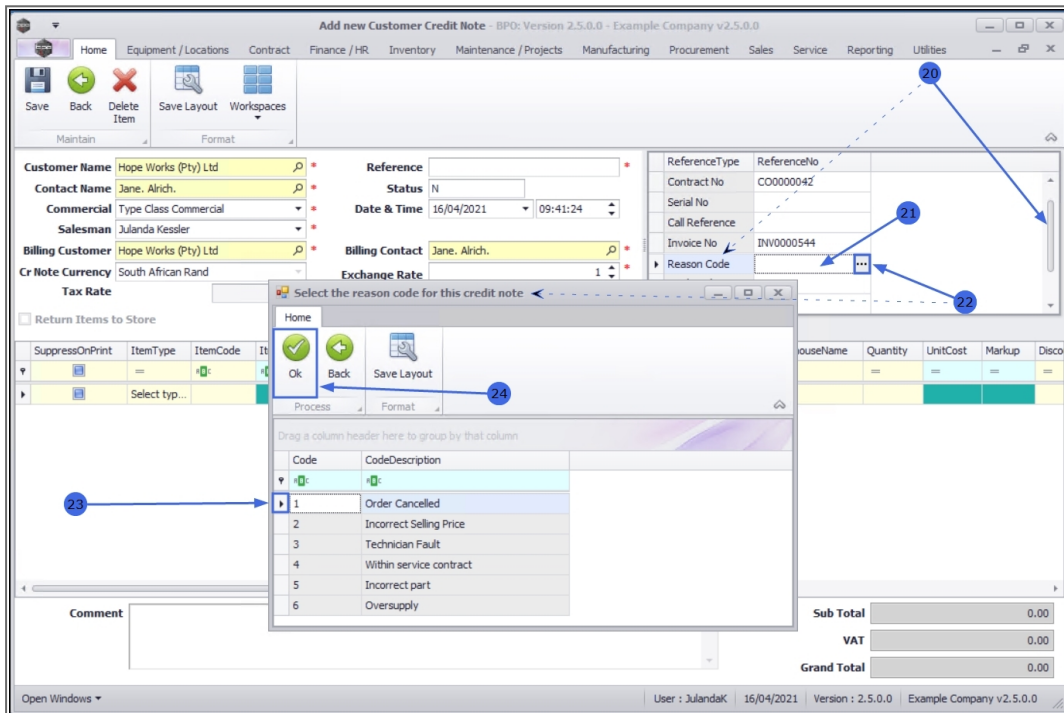 Add new Customer Credit Note - BPO: Version 2.5.0.0 - Example Company v2.5.0.0
Home Equipment / Locations Contract Finance / HR Inventory Maintenance / Projects Manufacturing Procurement Sales Service Reporting Utilities
20
Save Back Delete Item Save Layout Workspaces
Maintain Format
Customer Name Hope Works (Pty) Ltd * Reference *
Contact Name Jane. Alrich. * Status N
Commercial Type Class Commercial * Date & Time 16/04/2021 09:41:24
Salesman Julanda Kessler *
Billing Customer Hope Works (Pty) Ltd * Billing Contact Jane. Alrich. *
Cr Note Currency South African Rand Exchange Rate 1 *
Tax Rate
Return Items to Store
ReferenceType ReferenceNo
Contract No CO0000042
Serial No
Call Reference
21
Invoice No INV0000544
Reason Code ...
22
SuppressOnPrint ItemType ItemCode Quantity UnitCost Markup
= = = = =
Select typ...
Select the reason code for this credit note
Home
Ok Back Save Layout
24
Process Format
Drag a column header here to group by that column
Code CodeDescription
23
1 Order Cancelled
2 Incorrect Selling Price
3 Technician Fault
4 Within service contract
5 Incorrect part
6 Oversupply
Comment
Sub Total 0.00
VAT 0.00
Grand Total 0.00
Open Windows User : JulandaK 16/04/2021 Version : 2.5.0.0 Example Company v2.5.0.0